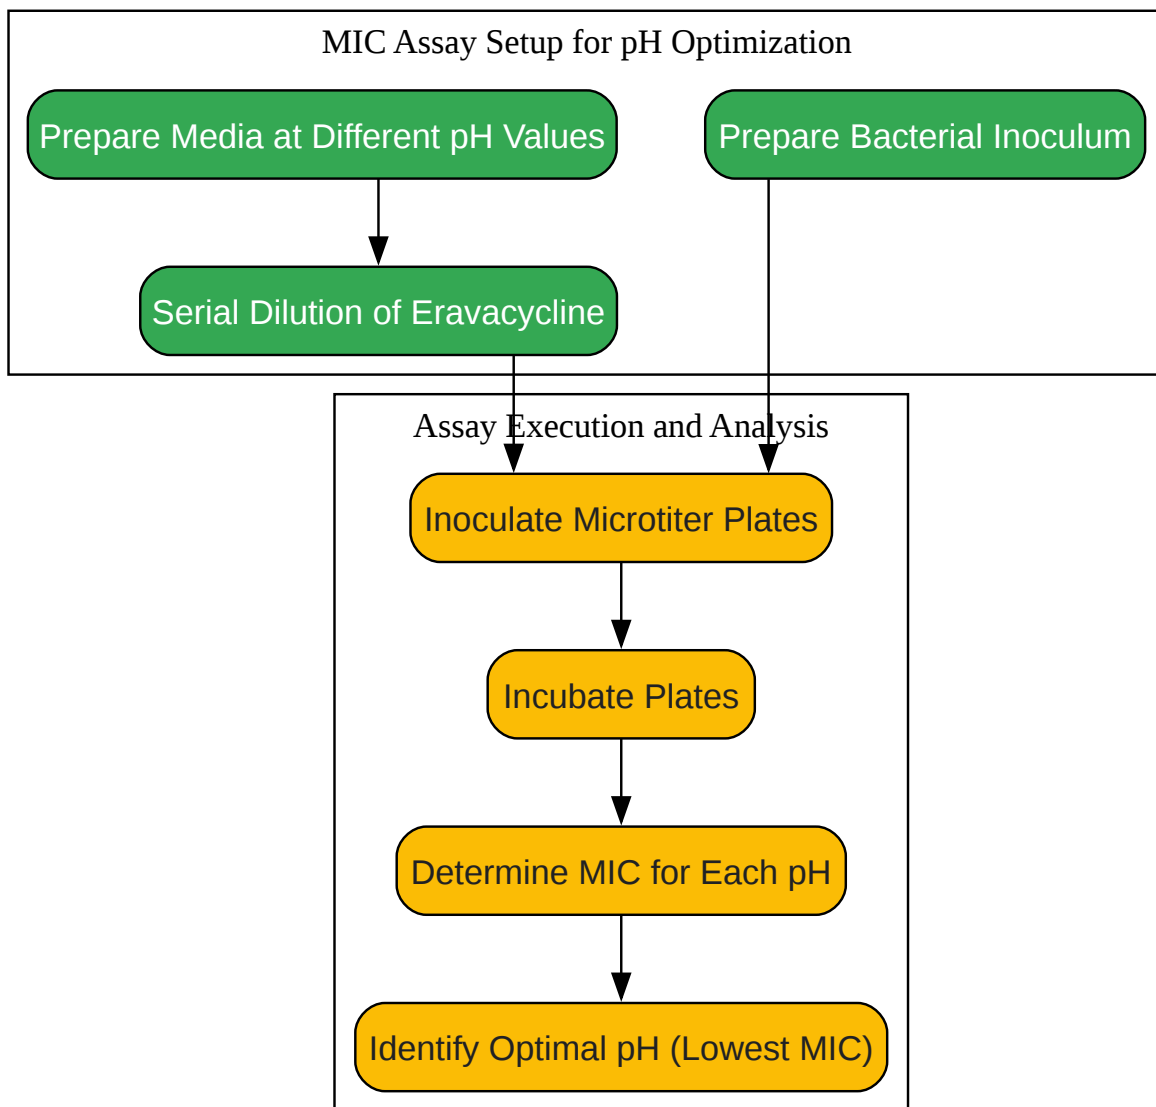 MIC Assay Setup for pH Optimization
Prepare Media at Different pH Values
Prepare Bacterial Inoculum
Serial Dilution of Eravacycline
Assay Execution and Analysis
Inoculate Microtiter Plates
Incubate Plates
Determine MIC for Each pH
Identify Optimal pH (Lowest MIC)